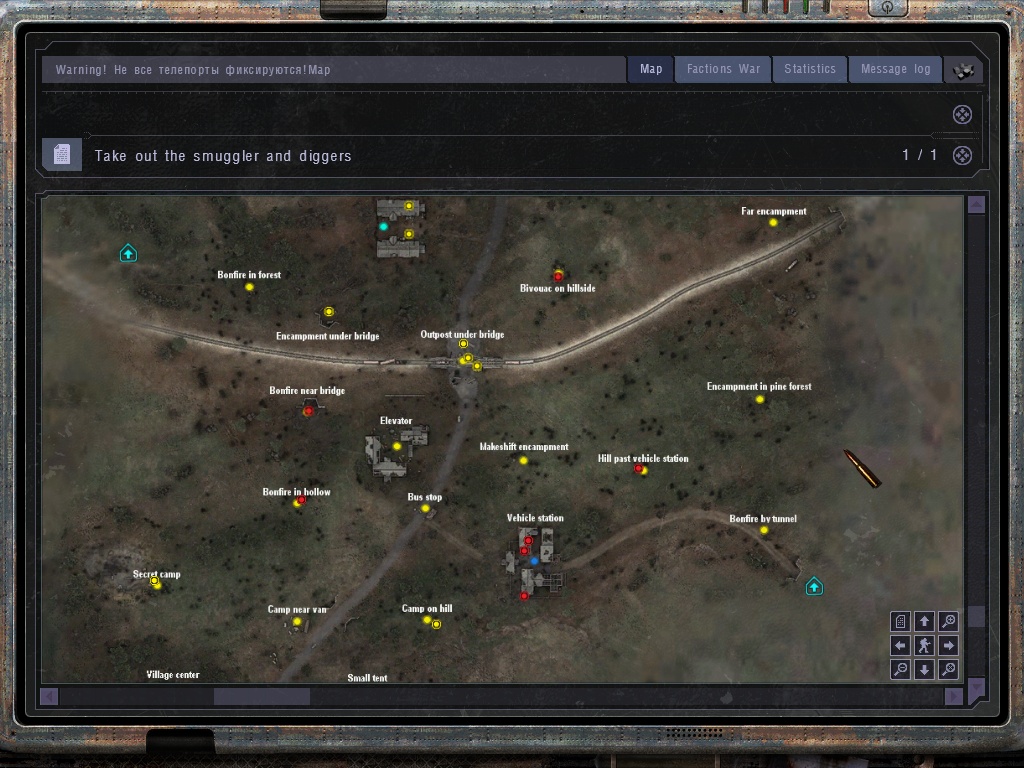 Warning! Не все телепорты фиксируются!Map
Map
Factions War
Statistics
Message log
Take out the smuggler and diggers
1 / 1
Far encampment
Bonfire in forest
Bivouac on hillside
Encampment under bridge
Outpost under bridge
Bonfire near bridge
Encampment in pine forest
Elevator
Makeshift encampment
Hill past vehicle station
Bonfire in hollow
Bus stop
Vehicle station
Bonfire by tunnel
Secret camp
Camp near van
Camp on hill
Village center
Small tent